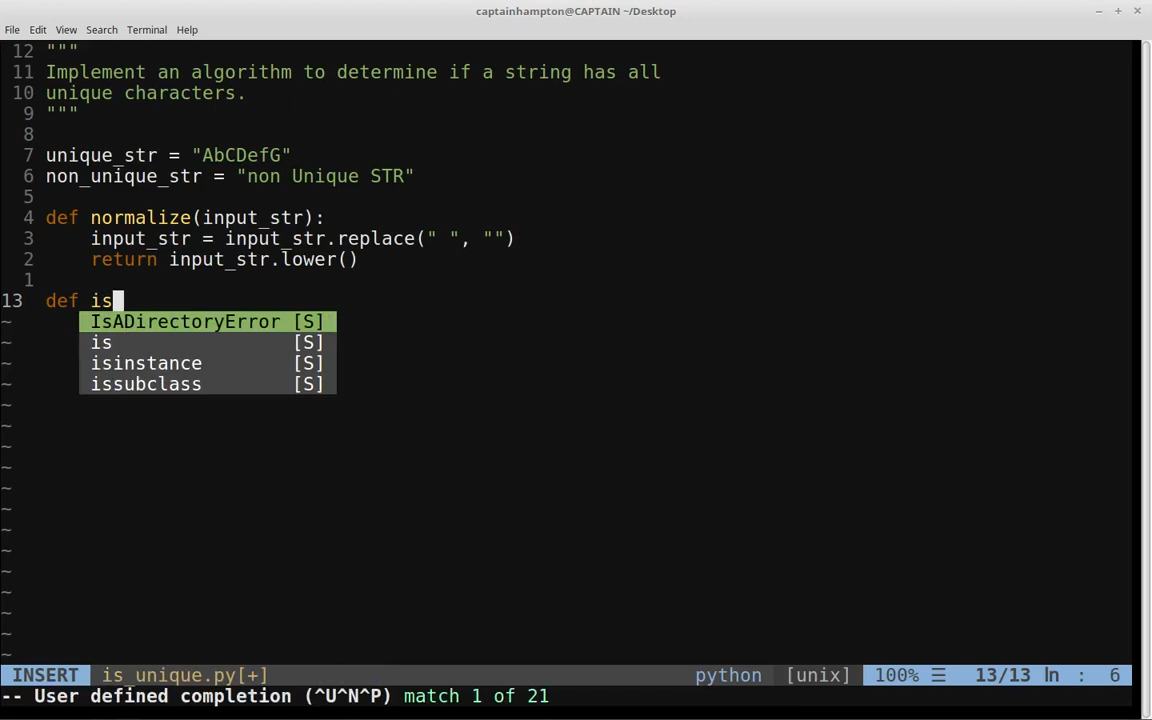 captainhampton@CAPTAIN ~/Desktop
File Edit View Search Terminal Help
12 """
11 Implement an algorithm to determine if a string has all
10 unique characters.
9 """
8
7 unique_str = "AbCDefG"
6 non_unique_str = "non Unique STR"
5
4 def normalize(input_str):
3     input_str = input_str.replace(" ", "")
2     return input_str.lower()
1
13 def is
~ IsADirectoryError [S]
~ is [S]
~ isinstance [S]
~ issubclass [S]
~
~
~
~
~
~
~
~
~
~
~
~
~
INSERT is_unique.py[+] python [unix] 100% ☰ 13/13 ln : 6
-- User defined completion (^U^N^P) match 1 of 21